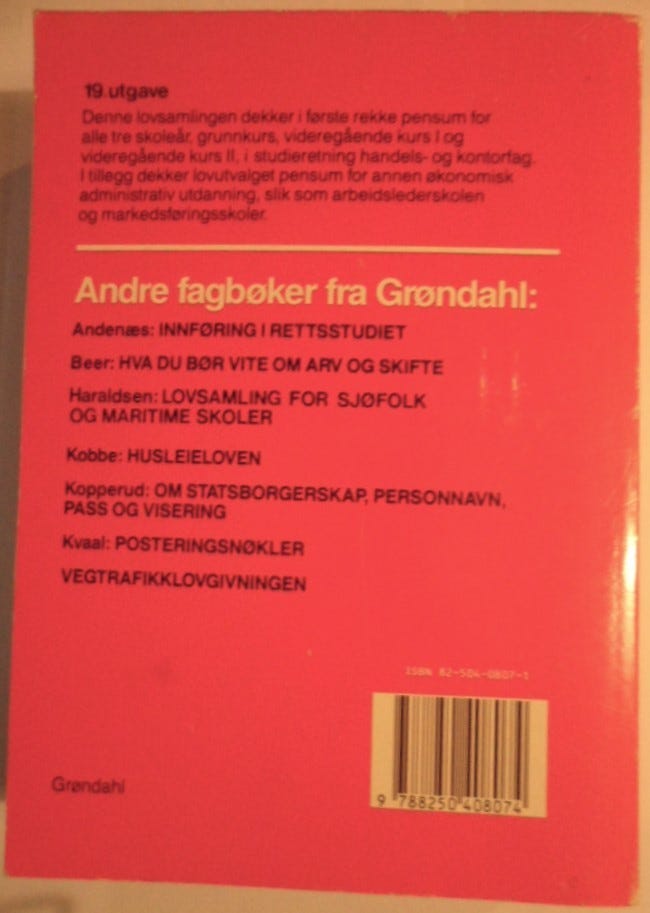 19. utgave
Denne lovsamlingen dekker i første rekke pensum for
alle tre skoleår, grunnkurs, videregående kurs I og
videregående kurs II, i studieretning handels- og kontorfag.
I tillegg dekker lovutvalget pensum for annen økonomisk
administrativ utdanning, slik som arbeidslederskolen
og markedsføringsskoler.
Andre fagbøker fra Grøndahl:
Andenæs: INNFØRING I RETTSSTUDIET
Beer: HVA DU BØR VITE OM ARV OG SKIFTE
Haraldsen: LOVSAMLING FOR SJØFOLK
OG MARITIME SKOLER
Kobbe: HUSLEIELOVEN
Kopperud: OM STATSBORGERSKAP, PERSONNAVN,
PASS OG VISERING
Kvaal: POSTERINGSNØKLER
VEGTRAFIKKLOVGIVNINGEN
ISBN 82-504-0807-1
9 788250 408074
Grøndahl